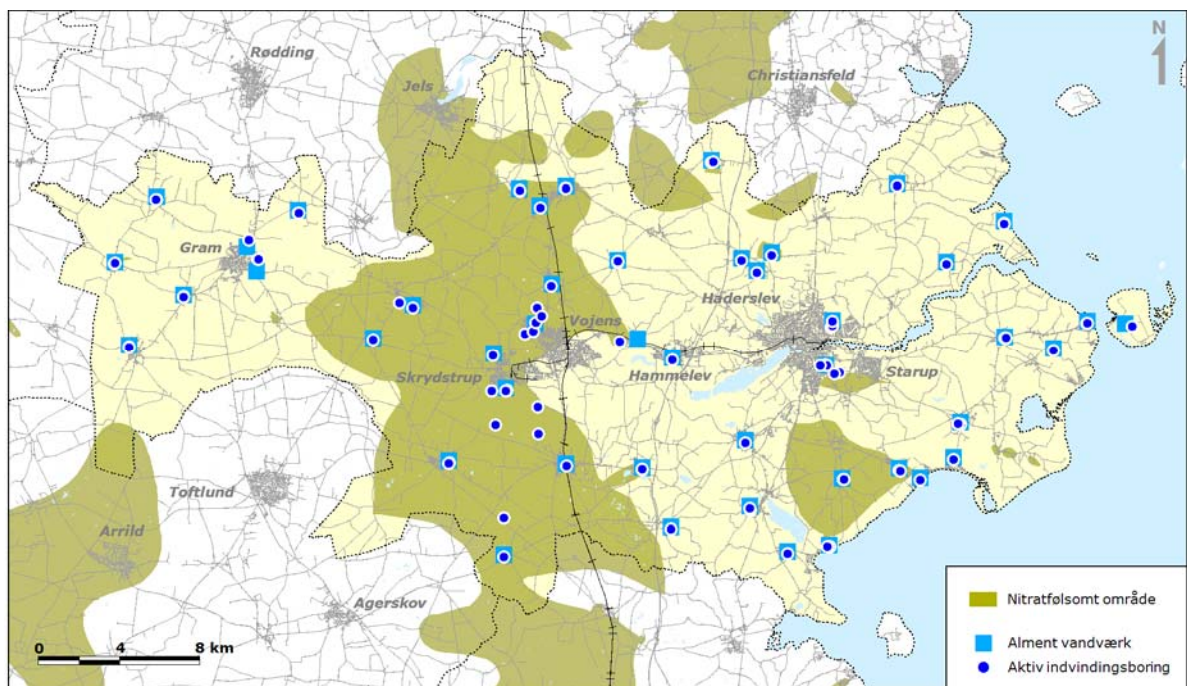 N
Rødding
Christiansfeld
Jels
Gram
Haderslev
Vojens
Skrydstrup
Hammelev
Starup
Toftlund
Arrild
Agerskov
0 4 8 km
Nitratfølsomt område
Alment vandværk
Aktiv indvindingsboring